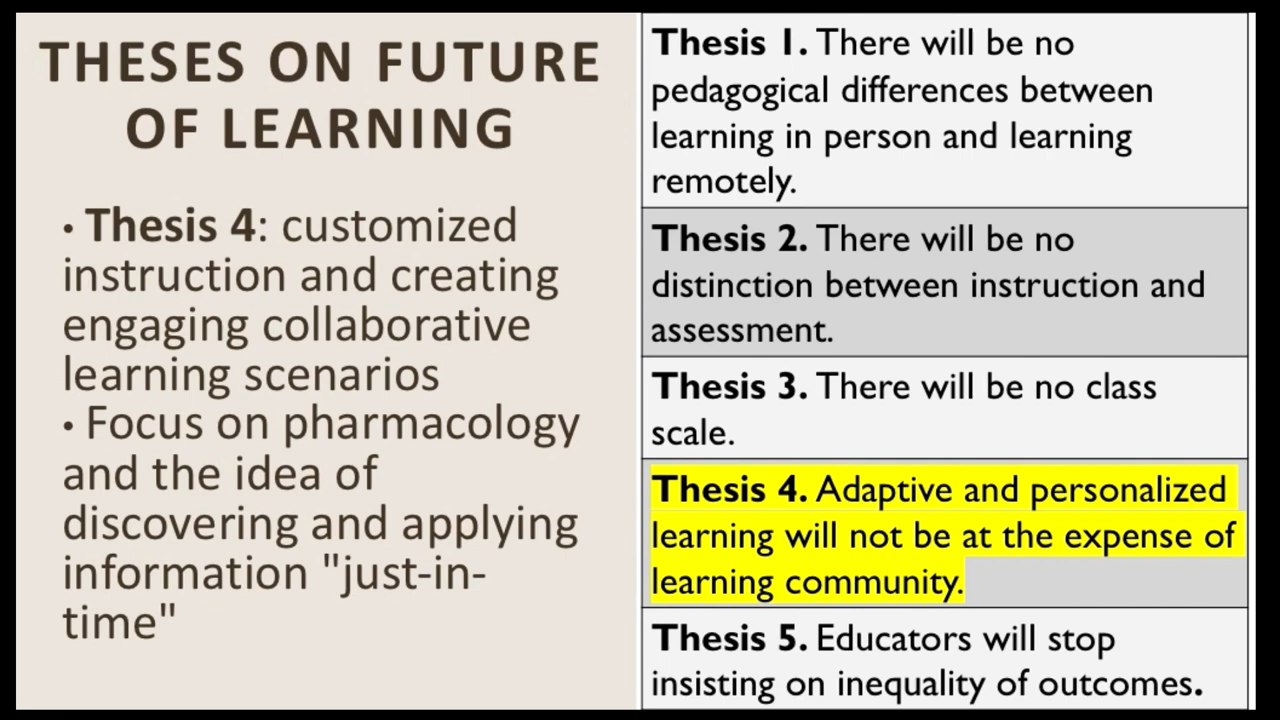 THESES ON FUTURE
OF LEARNING
• Thesis 4: customized
instruction and creating
engaging collaborative
learning scenarios
• Focus on pharmacology
and the idea of
discovering and applying
information "just-in-
time"
Thesis 1. There will be no
pedagogical differences between
learning in person and learning
remotely.
Thesis 2. There will be no
distinction between instruction and
assessment.
Thesis 3. There will be no class
scale.
Thesis 4. Adaptive and personalized
learning will not be at the expense of
learning community.
Thesis 5. Educators will stop
insisting on inequality of outcomes.